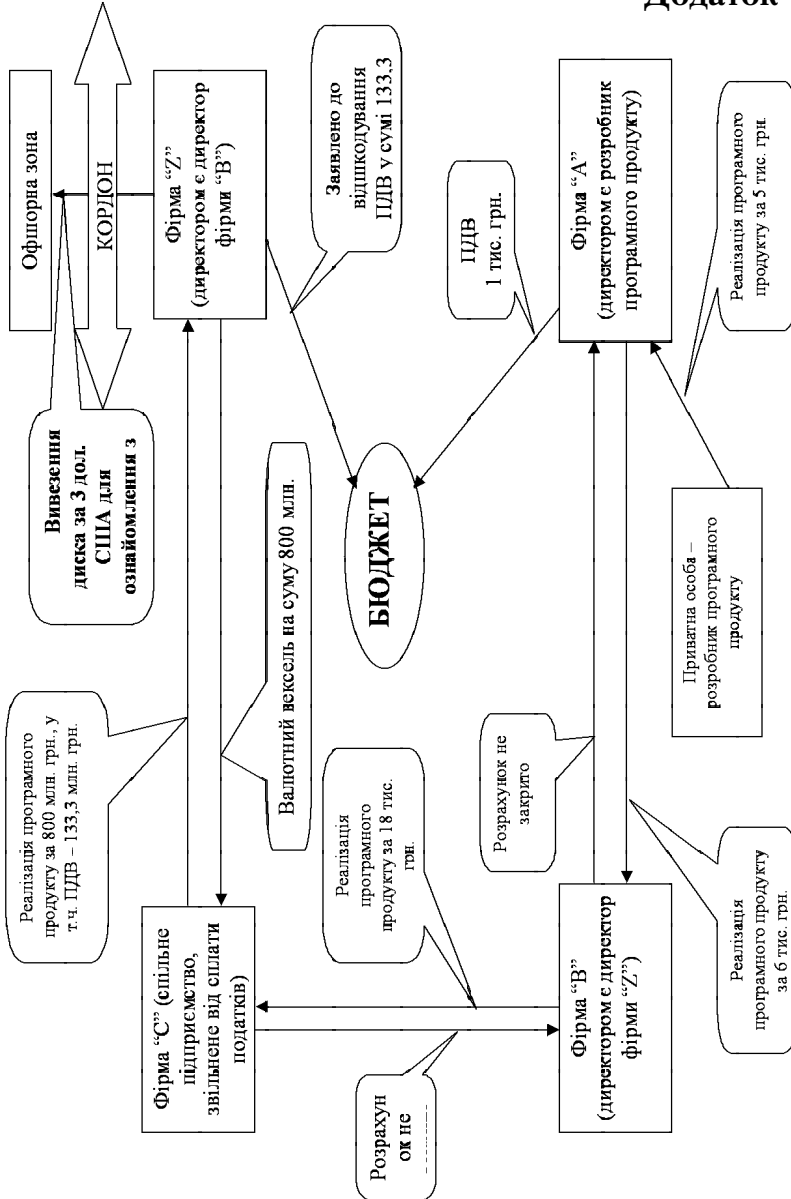 Додаток
Офшорна зона
КОРДОН
Вивезення
диска за 3 дол.
США для
ознайомлення з
Фірма “Z”
(директором є директор
фірми “В”)
Заявлено до
відшкодування
ПДВ у сумі 133,3
Реалізація програмного
продукту за 800 млн. грн., у
т.ч. ПДВ – 133,3 млн. грн.
Валютний вексель на суму 800 млн.
Фірма “С” (спільне
підприємство,
звільнене від сплати
податків)
БЮДЖЕТ
ПДВ
1 тис. грн.
Реалізація
програмного
продукту за 18 тис.
грн.
Розрахун
ок не
Розрахунок не
закрито
Фірма “А”
(директором є розробник
програмного продукту)
Фірма “В”
(директором є директор
фірми “Z”)
Реалізація
програмного продукту
за 6 тис. грн.
Приватна особа –
розробник програмного
продукту
Реалізація програмного
продукту за 5 тис. грн.